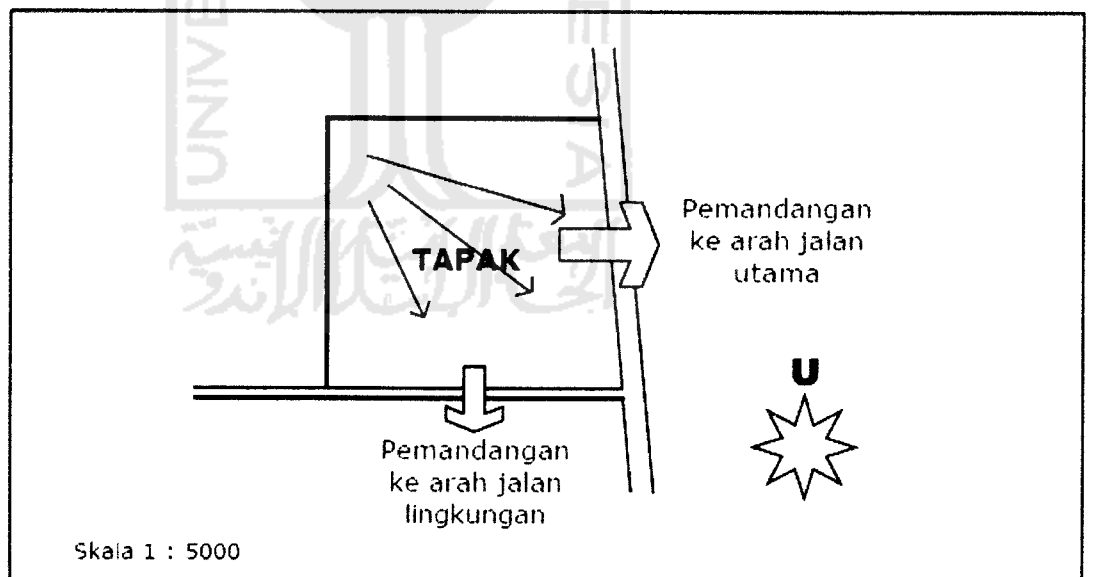 Pemandangan
ke arah jalan
utama
TAPAK
U
Pemandangan
ke arah jalan
lingkungan
Skala 1 : 5000